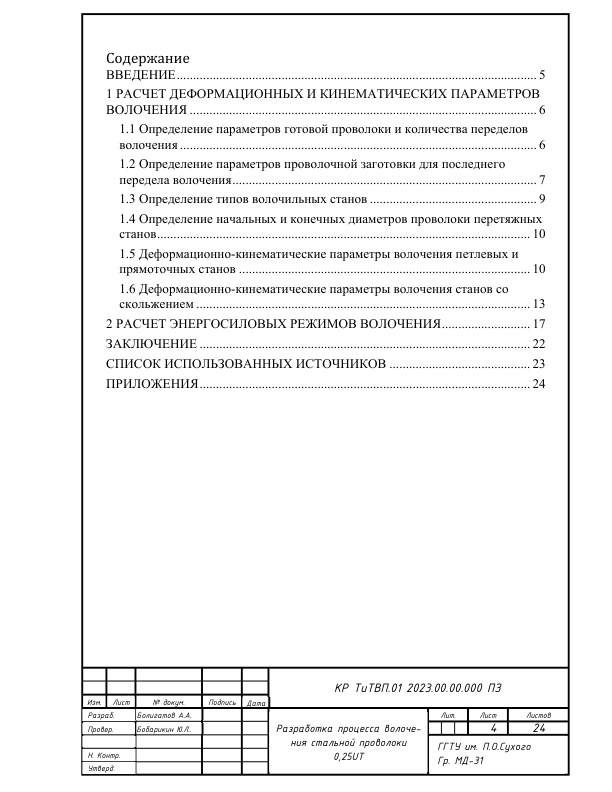 Содержание
ВВЕДЕНИЕ 5
1 РАСЧЕТ ДЕФОРМАЦИОННЫХ И КИНЕМАТИЧЕСКИХ ПАРАМЕТРОВ
ВОЛОЧЕНИЯ 6
1.1 Определение параметров готовой проволоки и количества переделов
волочения 6
1.2 Определение параметров проволочной заготовки для последнего
передела волочения 7
1.3 Определение типов волочильных станов 9
1.4 Определение начальных и конечных диаметров проволоки перетяжных
станов 10
1.5 Деформационно-кинематические параметры волочения петлевых и
прямоточных станов 10
1.6 Деформационно-кинематические параметры волочения станов со
скольжением 13
2 РАСЧЕТ ЭНЕРГОСИЛОВЫХ РЕЖИМОВ ВОЛОЧЕНИЯ 17
ЗАКЛЮЧЕНИЕ 22
СПИСОК ИСПОЛЬЗОВАННЫХ ИСТОЧНИКОВ 23
ПРИЛОЖЕНИЯ 24
КР ТиТВП.01 2023.00.00.000 ПЗ
Изм. Лист № докум. Подпись Дата
Разраб. Болигатов А.А.
Провер. Бобарикин Ю.Л.
Н. Контр.
Утверд.
Разработка процесса волоче-
ния стальной проволоки
0,25UT
Лит. Лист Листов
4 24
ГГТУ им. П.О.Сухого
Гр. МД-31